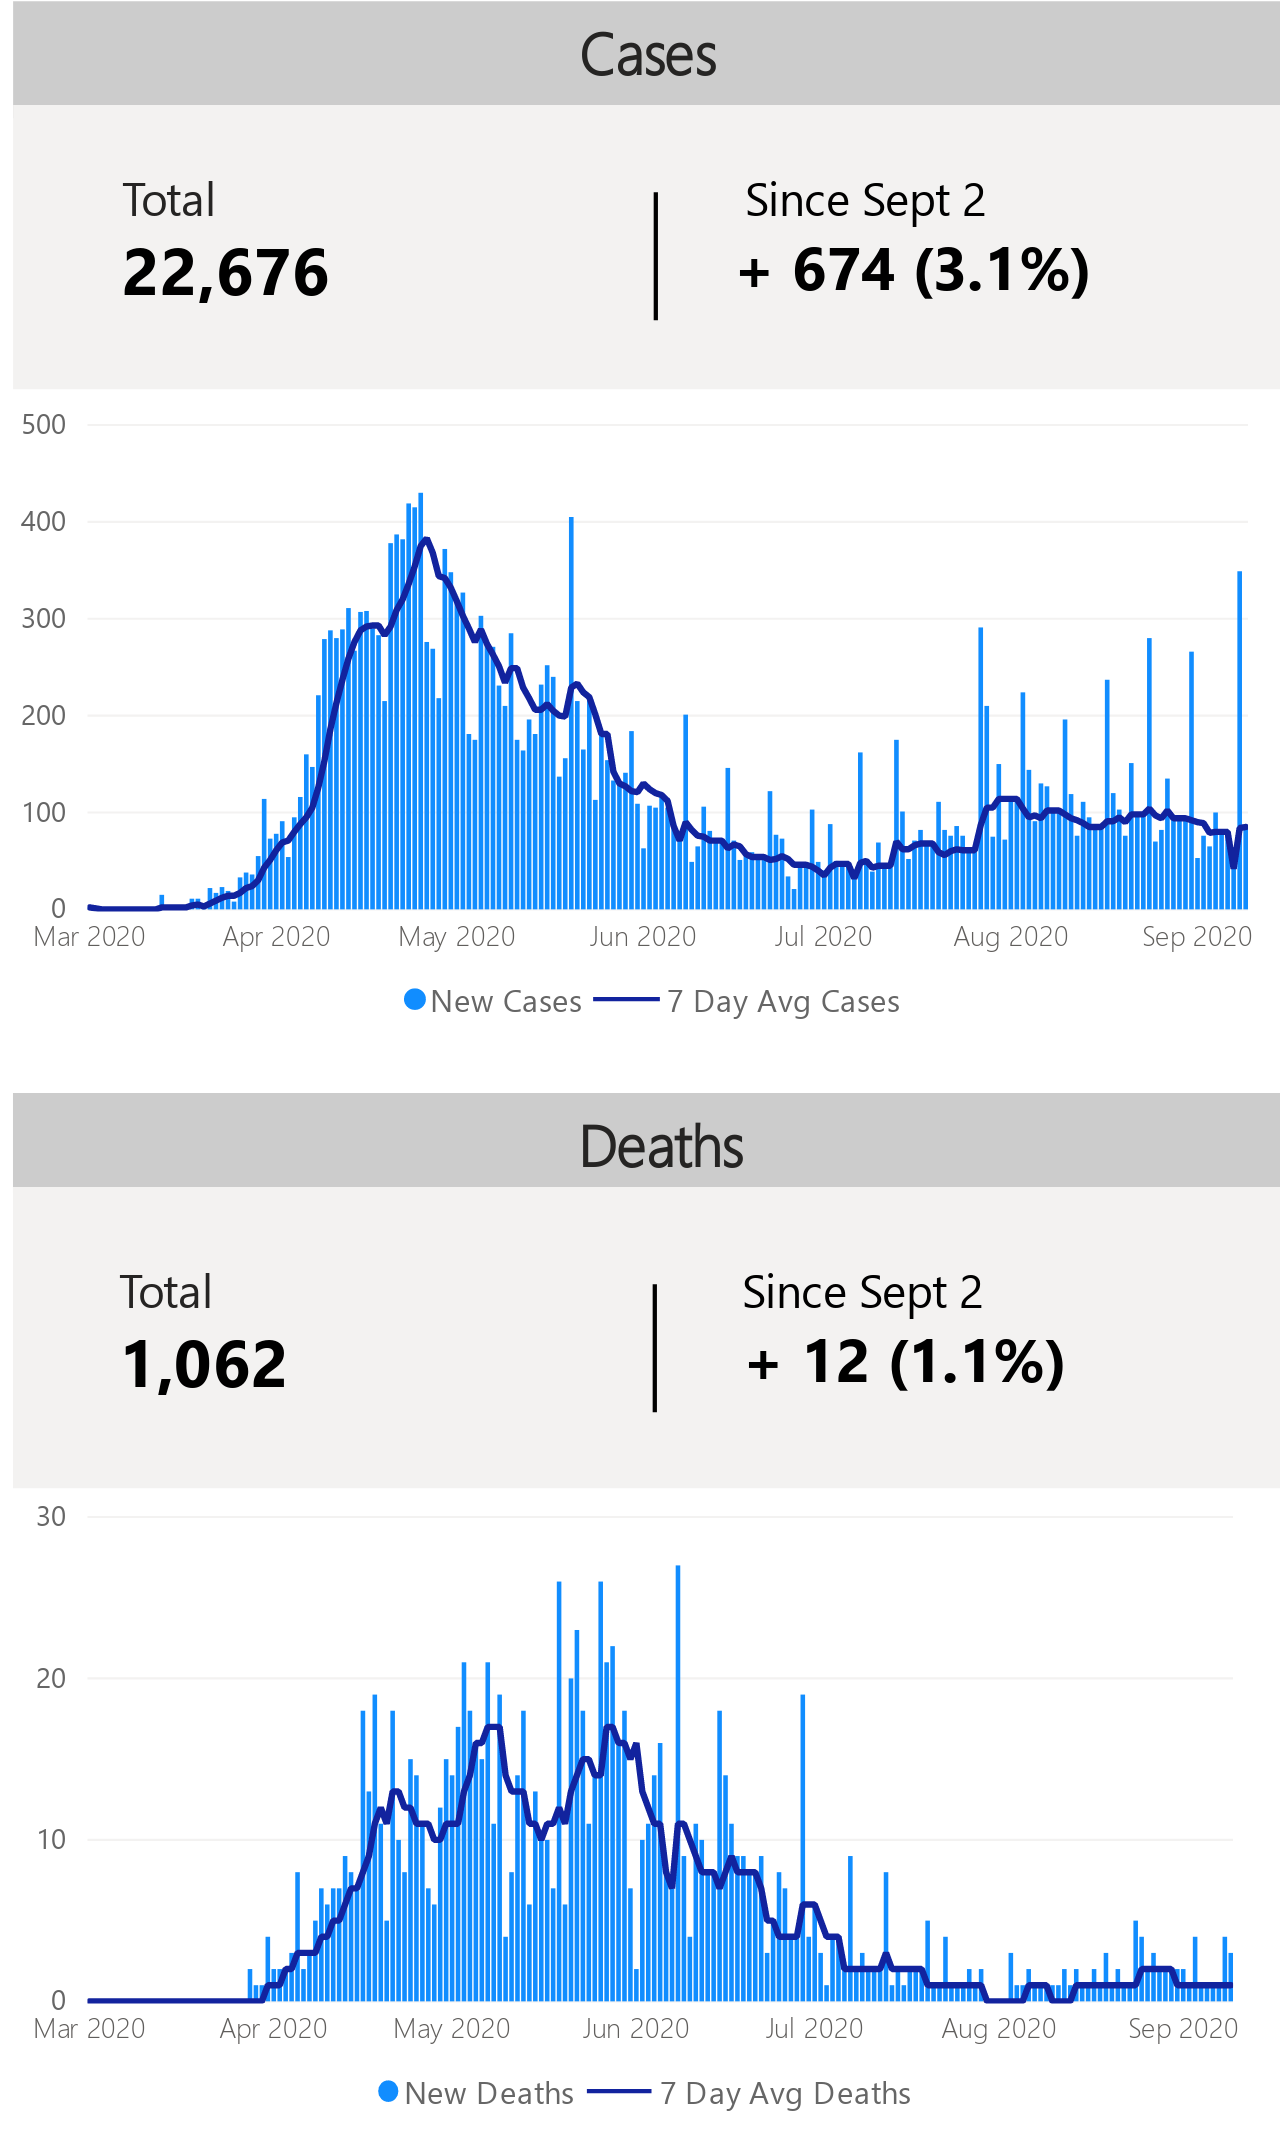 Cases
Total
Since Sept 2
22,676
+ 674 (3.1%)
500
400
300
200
100
0
Mar 2020 Apr 2020 May 2020 Jun 2020 Jul 2020 Aug 2020 Sep 2020
New Cases 7 Day Avg Cases
Deaths
Total
Since Sept 2
1,062
+ 12 (1.1%)
30
20
10
0
Mar 2020 Apr 2020 May 2020 Jun 2020 Jul 2020 Aug 2020 Sep 2020
New Deaths 7 Day Avg Deaths